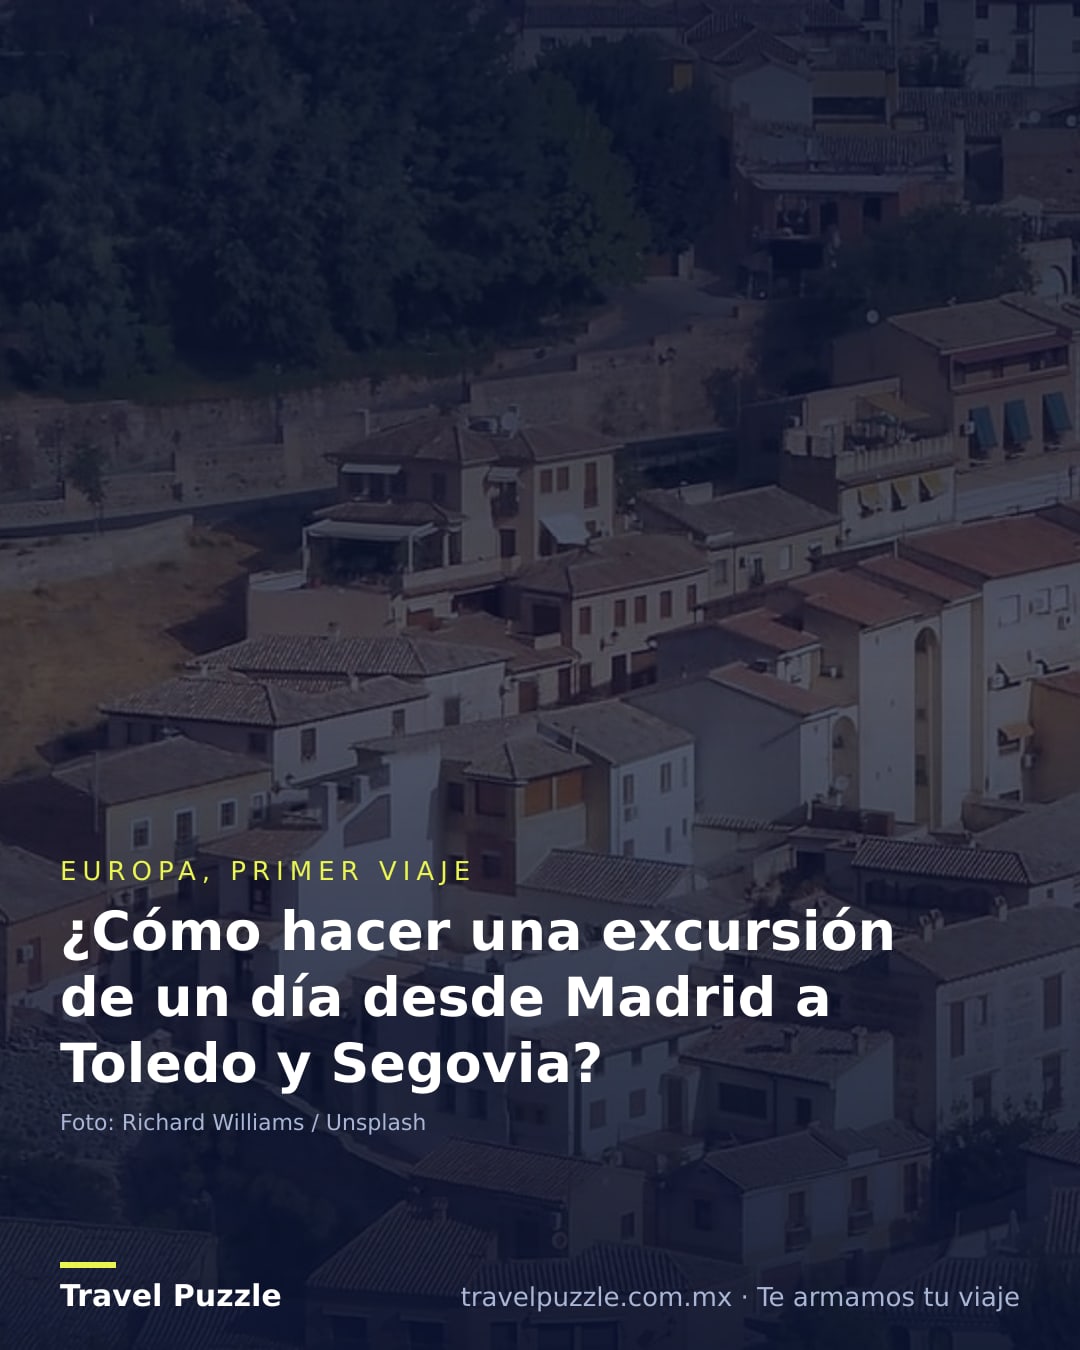 EUROPA, PRIMER VIAJE
¿Cómo hacer una excursión
de un día desde Madrid a
Toledo y Segovia?
Foto: Richard Williams / Unsplash
Travel Puzzle
travelpuzzle.com.mx · Te armamos tu viaje